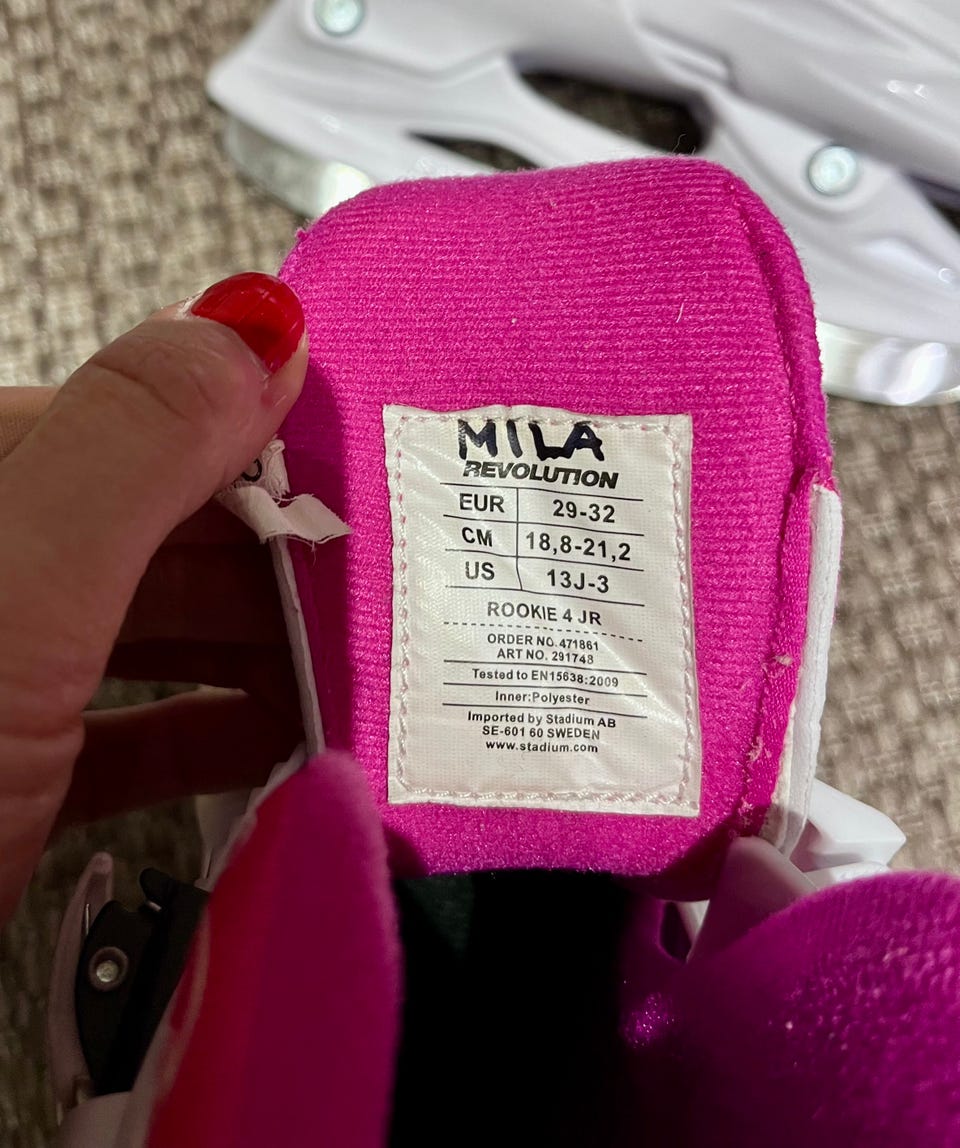 MILA
REVOLUTION
EUR 29-32
CM 18,8-21,2
US 13J-3
ROOKIE 4 JR
ORDER NO.471861
ART NO. 291748
Tested to EN15638:2009
Inner:Polyester
Imported by Stadium AB
SE-601 60 SWEDEN
www.stadium.com